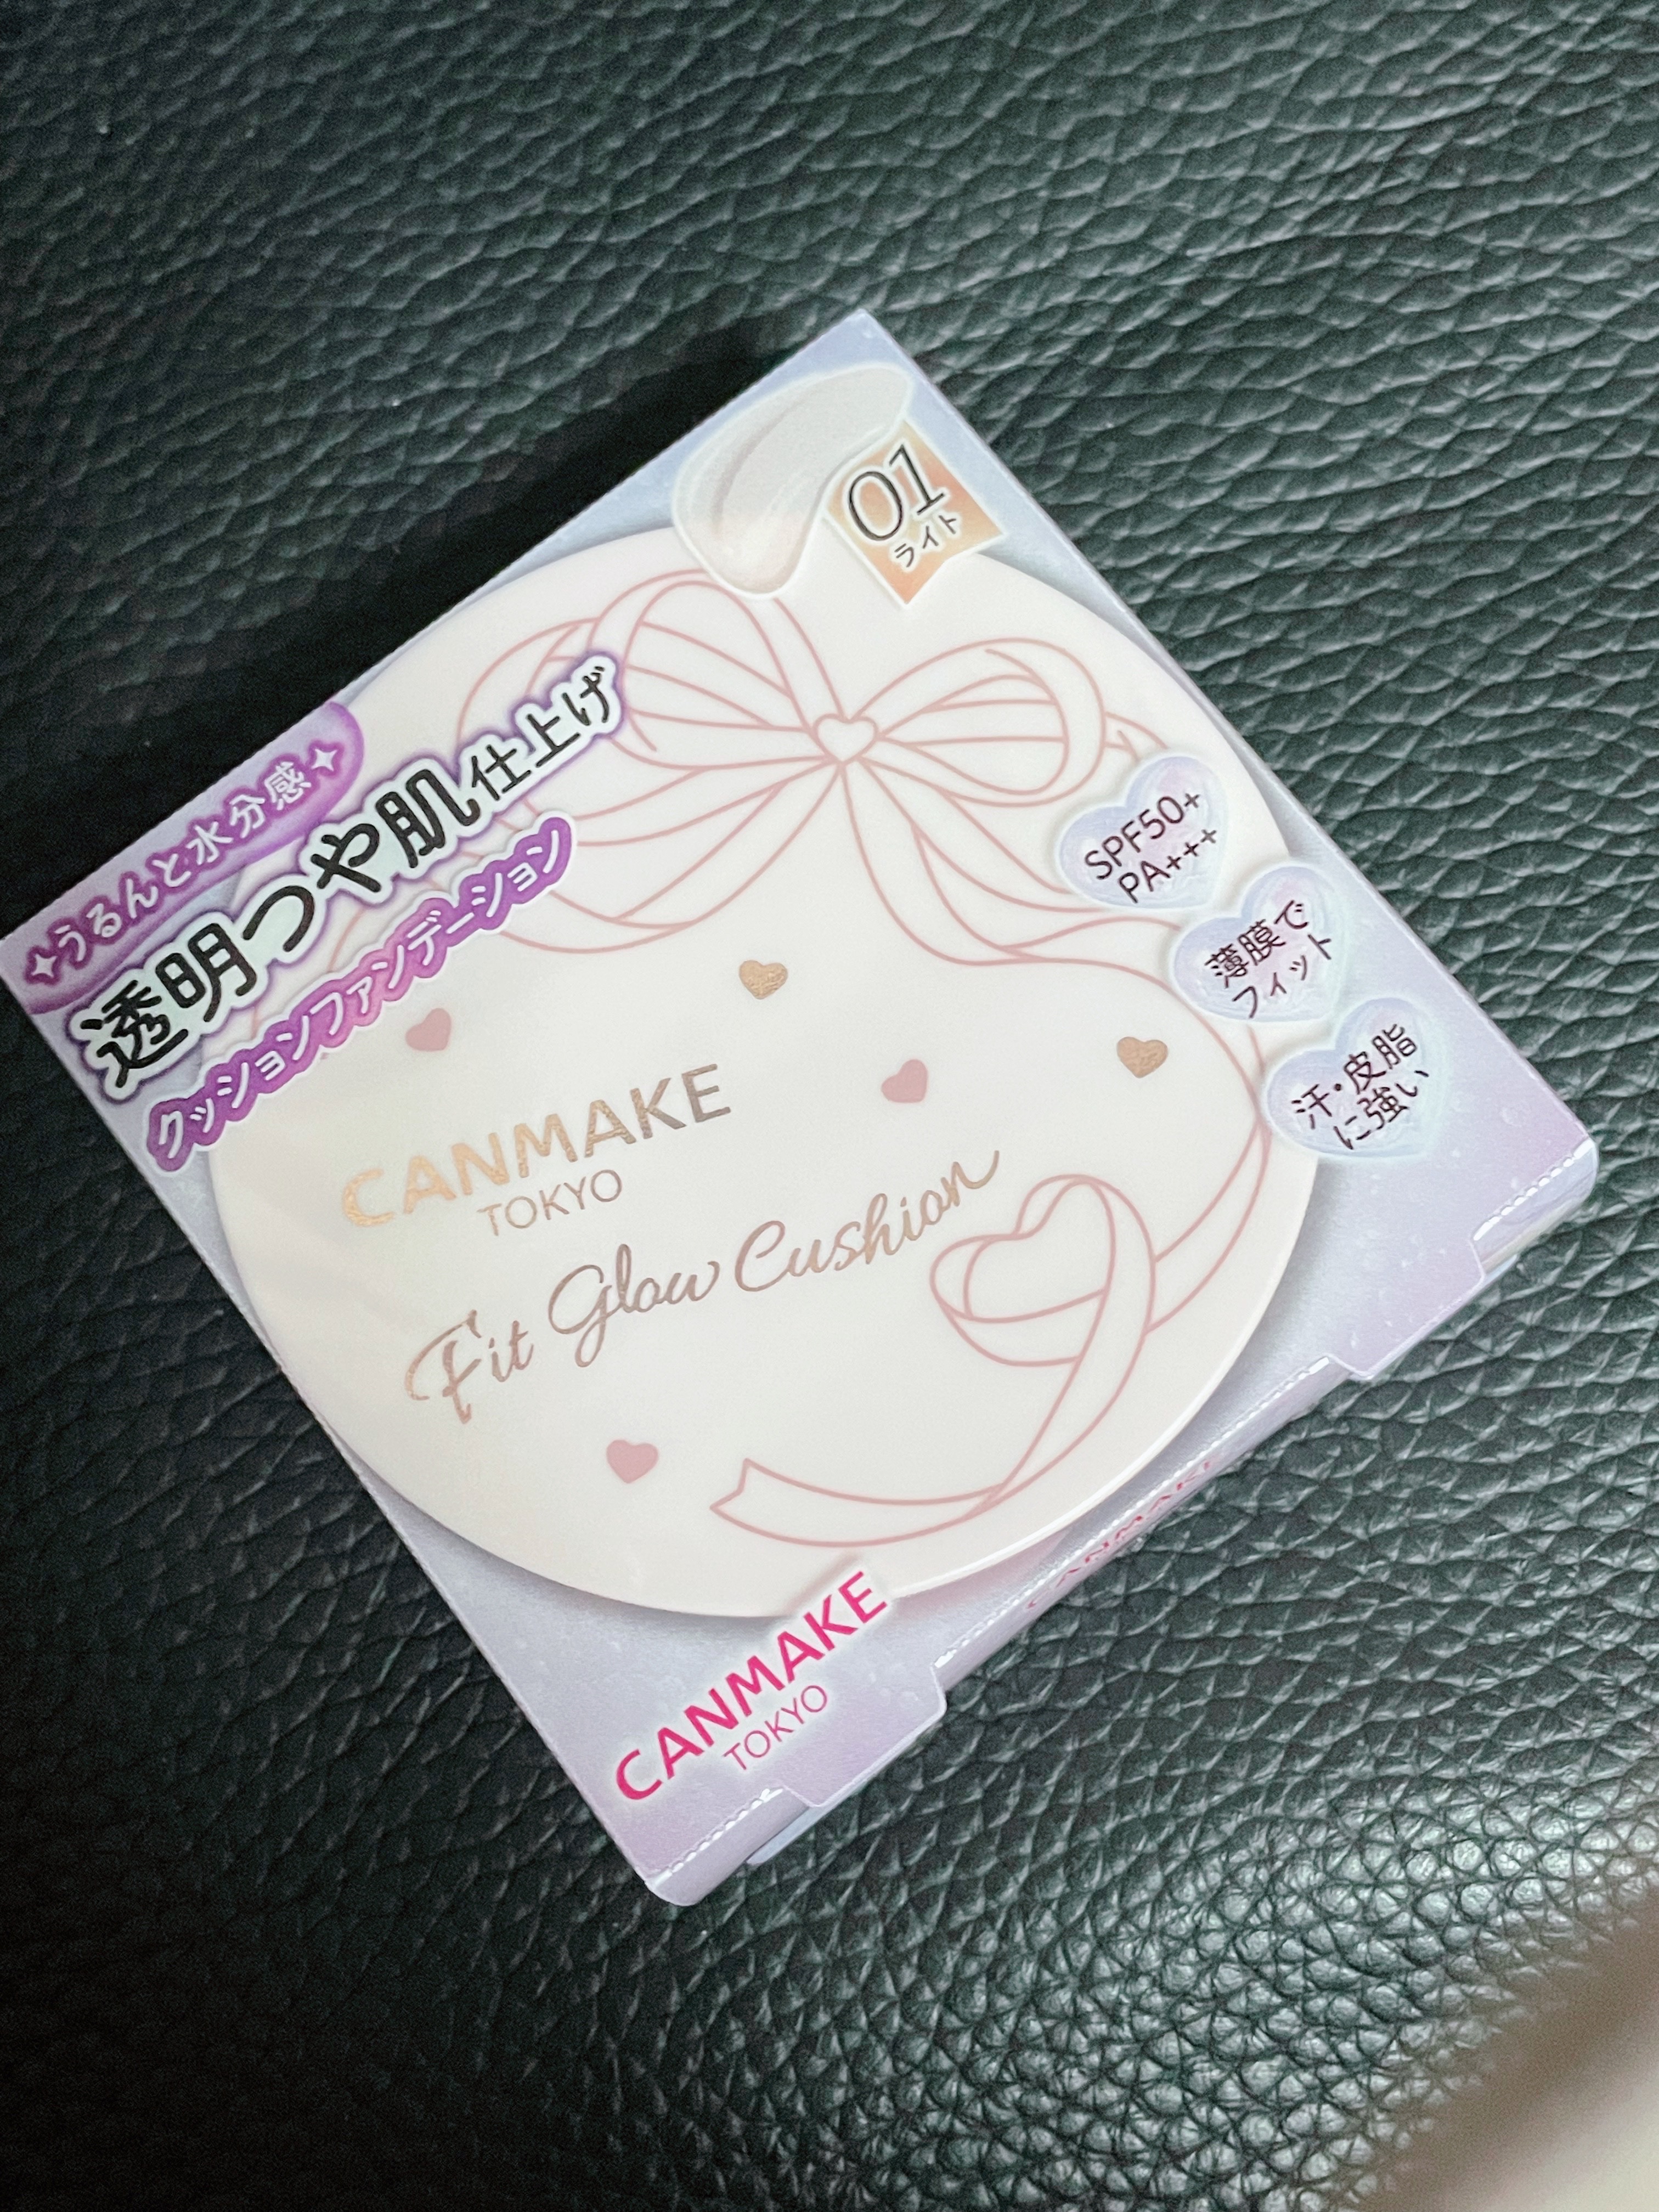 01
ライト
うるんと水分感
透明つや肌仕上げ
クッションファンデーション
SPF50+
PA+++
薄膜で
フィット
汗・皮脂
に強い
CANMAKE
TOKYO
Fit Glow Cushion
CANMAKE
TOKYO
CANMAKE